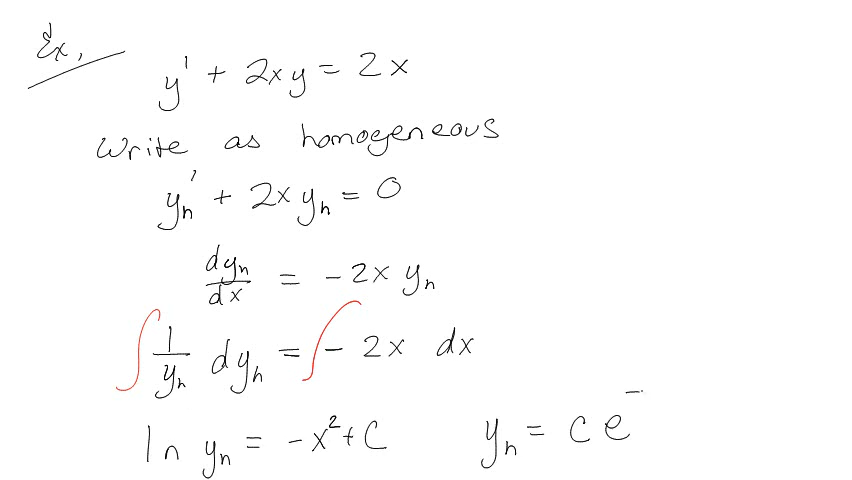 Ex,
y' + 2xy = 2x
Write as homogeneous
yₕ' + 2x yₕ = 0
dyₕ/dx = -2x yₕ
∫ 1/yₕ dyₕ = ∫ - 2x dx
ln yₕ = -x² + C    yₕ = c e⁻